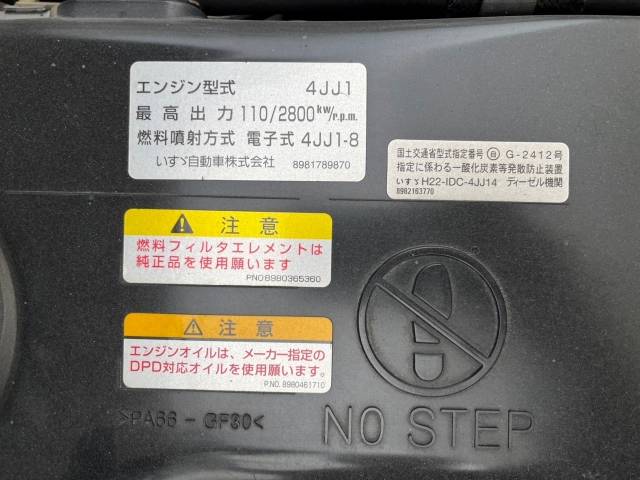 エンジン型式 4JJ1
最高出力 110/2800kW/r.p.m.
燃料噴射方式 電子式 4JJ1-8
いすゞ自動車株式会社 8981789870
国土交通省型式指定番号 自 G-2412号
指定に係わる一酸化炭素等発散防止装置
いすゞH22-IDC-4JJ14 ディーゼル機関
8982163770
注意
燃料フィルタエレメントは
純正品を使用願います
P.NO.8980365360
注意
エンジンオイルは、メーカー指定の
DPD対応オイルを使用願います。
P.NO. 8980461710
>PA66-GF30<
NO STEP